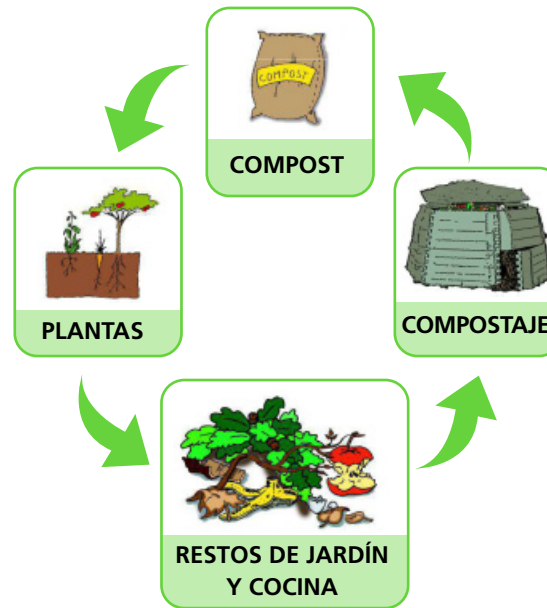 COMPOST
COMPOST
PLANTAS
COMPOSTAJE
RESTOS DE JARDÍN
Y COCINA